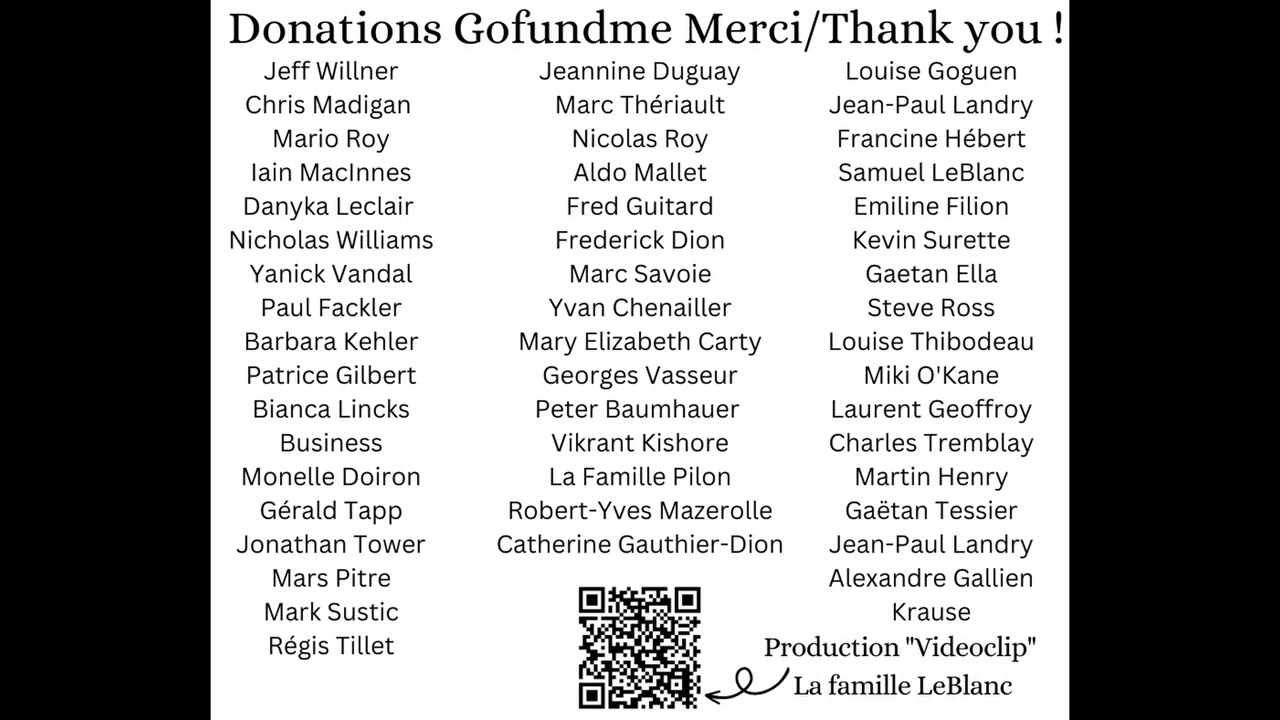 Donations Gofundme Merci/Thank you !
Jeff Willner
Chris Madigan
Mario Roy
Iain MacInnes
Danyka Leclair
Nicholas Williams
Yanick Vandal
Paul Fackler
Barbara Kehler
Patrice Gilbert
Bianca Lincks
Business
Monelle Doiron
Gérald Tapp
Jonathan Tower
Mars Pitre
Mark Sustic
Régis Tillet
Jeannine Duguay
Marc Thériault
Nicolas Roy
Aldo Mallet
Fred Guitard
Frederick Dion
Marc Savoie
Yvan Chenailler
Mary Elizabeth Carty
Georges Vasseur
Peter Baumhauer
Vikrant Kishore
La Famille Pilon
Robert-Yves Mazerolle
Catherine Gauthier-Dion
Louise Goguen
Jean-Paul Landry
Francine Hébert
Samuel LeBlanc
Emiline Filion
Kevin Surette
Gaetan Ella
Steve Ross
Louise Thibodeau
Miki O'Kane
Laurent Geoffroy
Charles Tremblay
Martin Henry
Gaëtan Tessier
Jean-Paul Landry
Alexandre Gallien
Krause
Production "Videoclip"
La famille LeBlanc